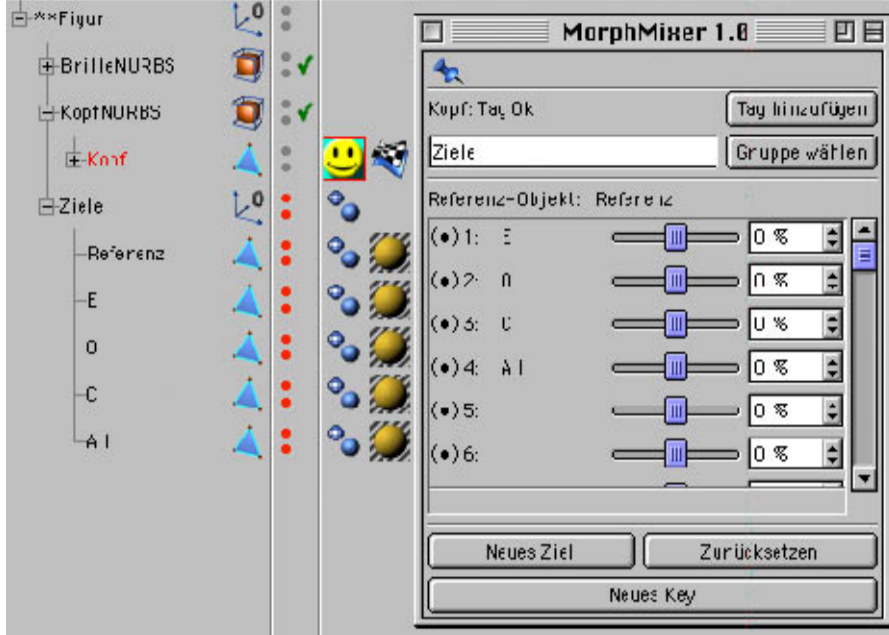 **Figur
BrilleNURBS
KopfNURBS
Kopf
Ziele
Referenz
E
O
C
A I
MorphMixer 1.0
Kopf: Tag Ok
Tag hinzufügen
Ziele
Gruppe wählen
Referenz-Objekt: Referenz
(•)1: E 0 %
(•)2: O 0 %
(•)3: C 0 %
(•)4: A I 0 %
(•)5: 0 %
(•)6: 0 %
Neues Ziel
Zurücksetzen
Neues Key